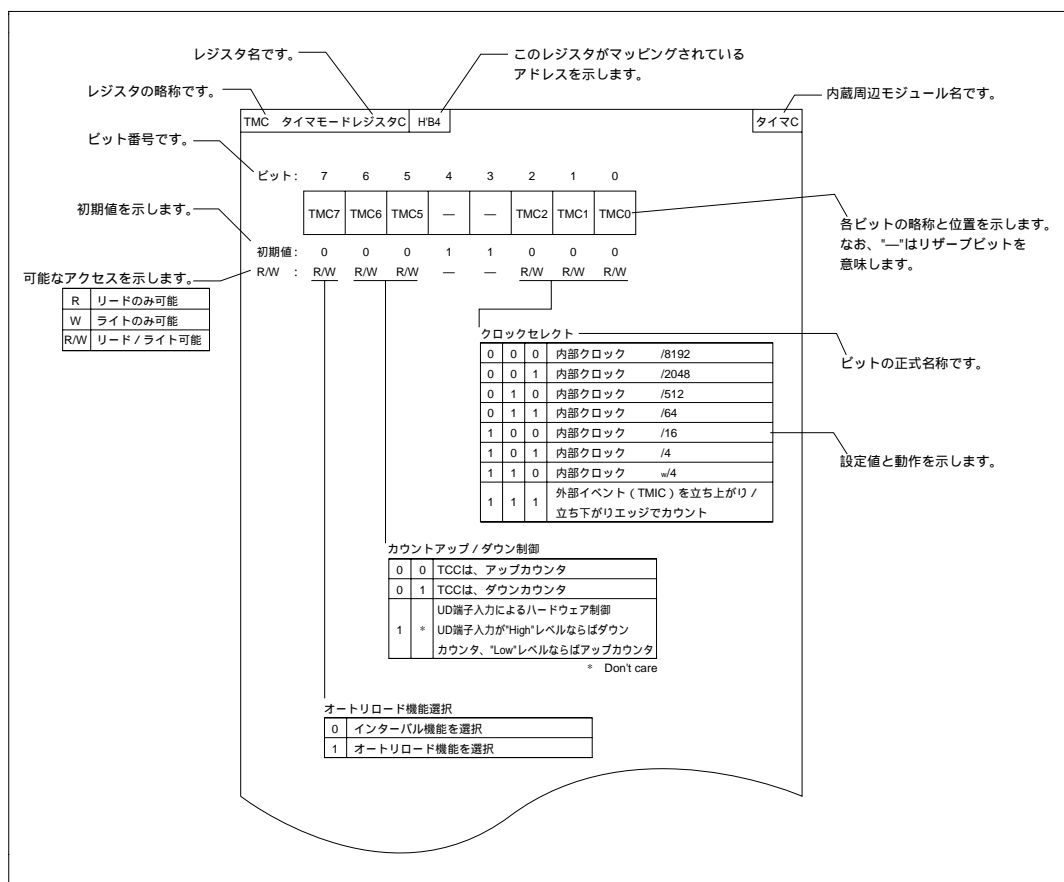 レジスタ名です。
このレジスタがマッピングされている
アドレスを示します。
レジスタの略称です。
内蔵周辺モジュール名です。
TMC タイマモードレジスタC H'B4
タイマC
ビット番号です。
ビット: 7 6 5 4 3 2 1 0
TMC7 TMC6 TMC5 — — TMC2 TMC1 TMC0
初期値を示します。
各ビットの略称と位置を示します。
なお、"—"はリザーブビットを
意味します。
初期値: 0 0 0 1 1 0 0 0
R/W : R/W R/W R/W — — R/W R/W R/W
可能なアクセスを示します。
R リードのみ可能
W ライトのみ可能
R/W リード / ライト可能
クロックセレクト
0 0 0 内部クロック /8192
0 0 1 内部クロック /2048
0 1 0 内部クロック /512
0 1 1 内部クロック /64
1 0 0 内部クロック /16
1 0 1 内部クロック /4
1 1 0 内部クロック w/4
1 1 1 外部イベント ( TMIC ) を立ち上がり /
立ち下がりエッジでカウント
ビットの正式名称です。
設定値と動作を示します。
カウントアップ / ダウン制御
0 0 TCCは、アップカウンタ
0 1 TCCは、ダウンカウンタ
1 * UD端子入力によるハードウェア制御
UD端子入力が"High"レベルならばダウン
カウンタ、"Low"レベルならばアップカウンタ
* Don't care
オートリロード機能選択
0 インターバル機能を選択
1 オートリロード機能を選択